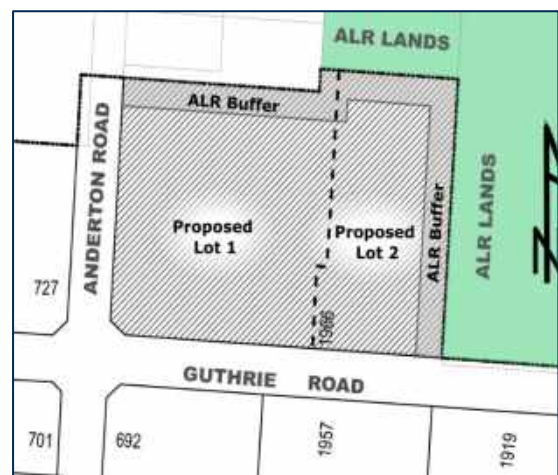 ALR LANDS
ALR Buffer
ANDERTON ROAD
Proposed
Lot 1
Proposed
Lot 2
ALR Buffer
ALR LANDS
727
1966
GUTHRIE ROAD
701
692
1957
1919